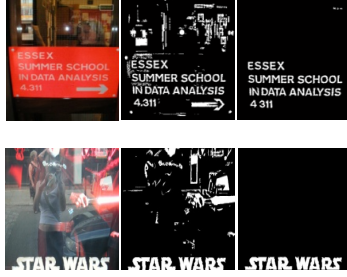 ESSEX
SUMMER SCHOOL
IN DATA ANALYSIS
4.311
ESSEX
SUMMER SCHOOL
IN DATA ANALYSIS
4.311
ESSEX
SUMMER SCHOOL
IN DATA ANALYSIS
4 311
STAR WARS
STAR WARS
STAR WARS